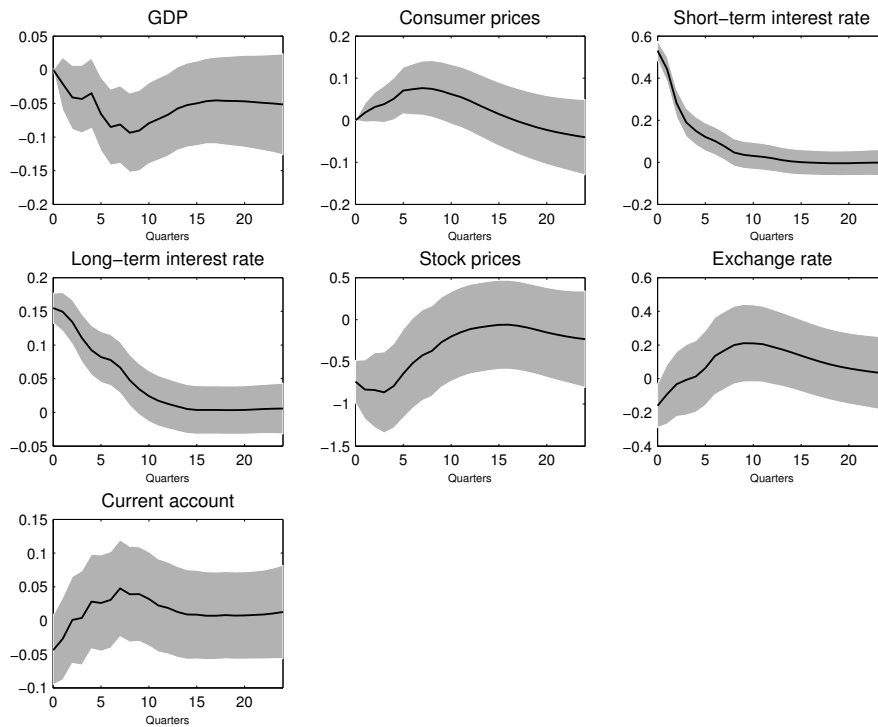 GDP
0.05
0
−0.05
−0.1
−0.15
−0.2
0 5 10 15 20
Quarters
Consumer prices
0.2
0.1
0
−0.1
−0.2
0 5 10 15 20
Quarters
Short−term interest rate
0.6
0.4
0.2
0
−0.2
0 5 10 15 20
Quarters
Long−term interest rate
0.2
0.15
0.1
0.05
0
−0.05
0 5 10 15 20
Quarters
Stock prices
0.5
0
−0.5
−1
−1.5
0 5 10 15 20
Quarters
Exchange rate
0.6
0.4
0.2
0
−0.2
−0.4
0 5 10 15 20
Quarters
Current account
0.15
0.1
0.05
0
−0.05
−0.1
0 5 10 15 20
Quarters